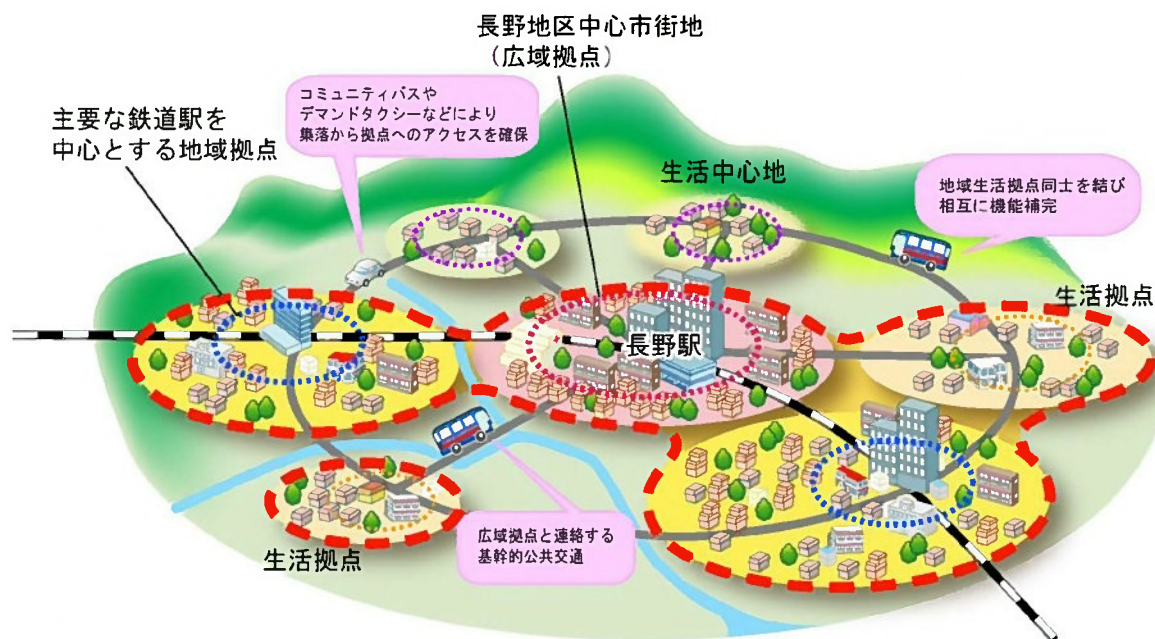 長野地区中心市街地
（広域拠点）
コミュニティバスや
デマンドタクシーなどにより
集落から拠点へのアクセスを確保
主要な鉄道駅を
中心とする地域拠点
生活中心地
地域生活拠点同士を結び
相互に機能補完
生活拠点
長野駅
広域拠点と連絡する
基幹的公共交通
生活拠点